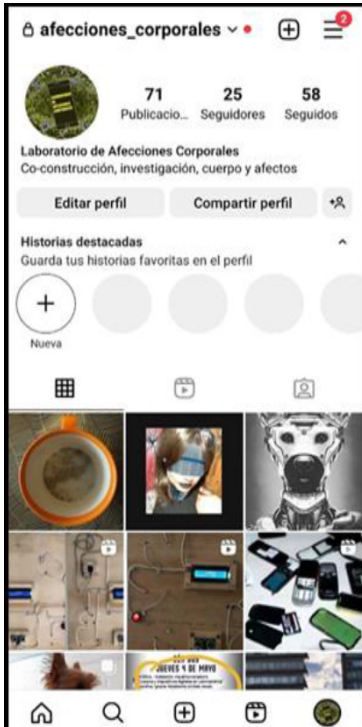 afecciones_corporales
2
71 25 58
Publicacio... Seguidores Seguidos
Laboratorio de Afecciones Corporales
Co-construcción, investigación, cuerpo y afectos
Editar perfil Compartir perfil
Historias destacadas
Guarda tus historias favoritas en el perfil
Nueva
JUEVES 4 DE MAYO